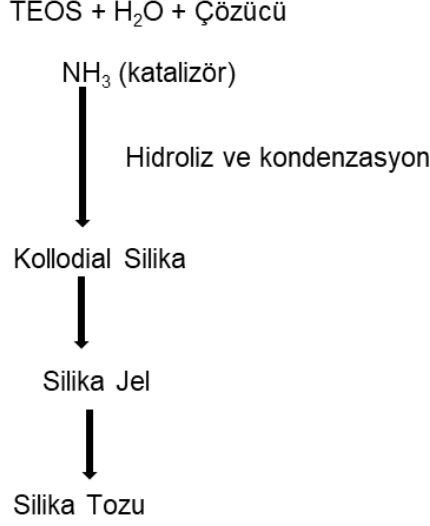 TEOS + H₂O + Çözücü
NH₃ (katalizör)
Hidroliz ve kondenzasyon
Kollodial Silika
Silika Jel
Silika Tozu